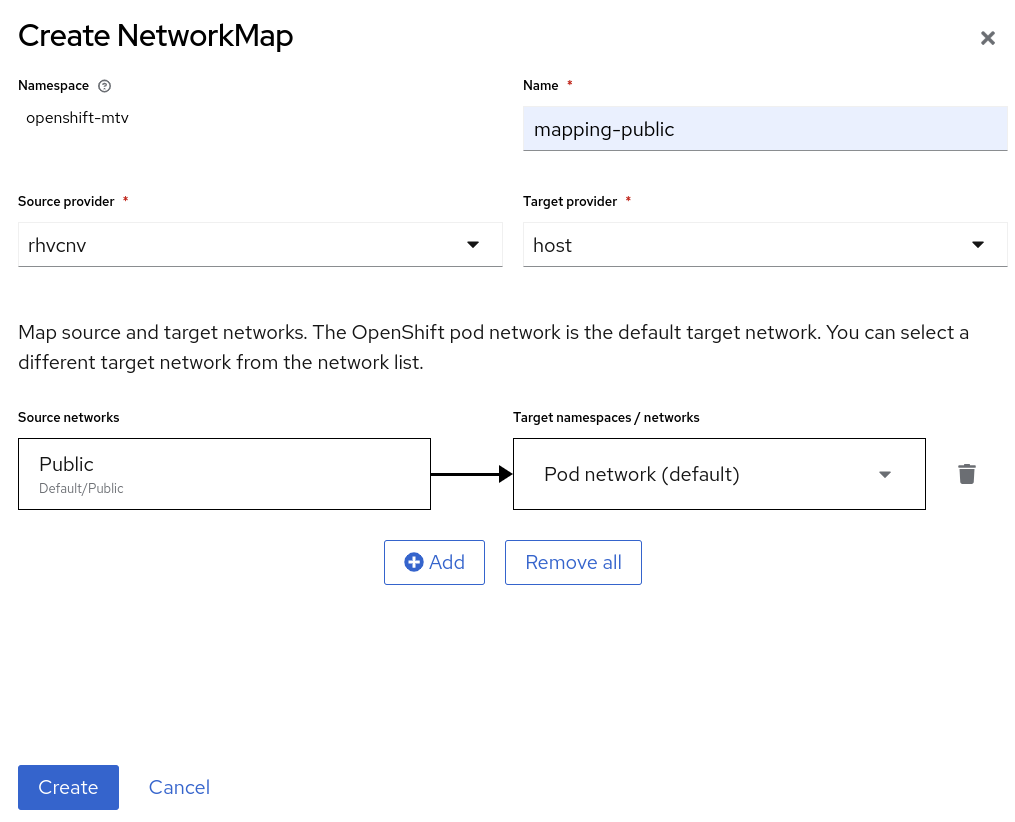 Create NetworkMap
Namespace
openshift-mtv
Name *
mapping-public
Source provider *
rhvcnv
Target provider *
host
Map source and target networks. The OpenShift pod network is the default target network. You can select a
different target network from the network list.
Source networks
Target namespaces / networks
Public
Default/Public
Pod network (default)
Add
Remove all
Create
Cancel